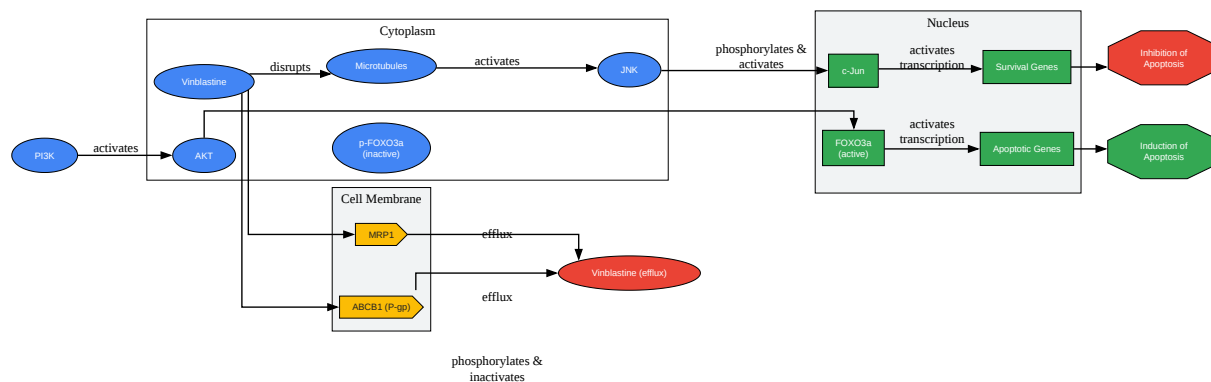 Nucleus
Cytoplasm
Vinblastine
disrupts
Microtubules
activates
JNK
phosphorylates &
activates
c-Jun
activates
transcription
Survival Genes
Inhibition of
Apoptosis
PI3K
activates
AKT
p-FOXO3a
(inactive)
FOXO3a
(active)
activates
transcription
Apoptotic Genes
Induction of
Apoptosis
Cell Membrane
MRP1
efflux
Vinblastine (efflux)
ABCB1 (P-gp)
efflux
phosphorylates &
inactivates